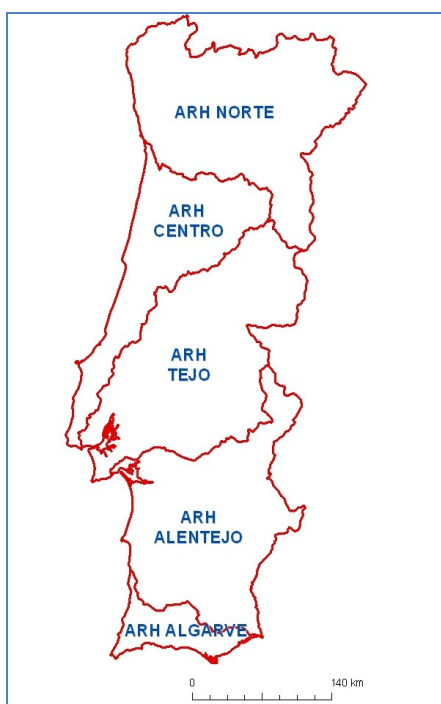 ARH NORTE
ARH
CENTRO
ARH
TEJO
ARH
ALENTEJO
ARH ALGARVE
0 140 km